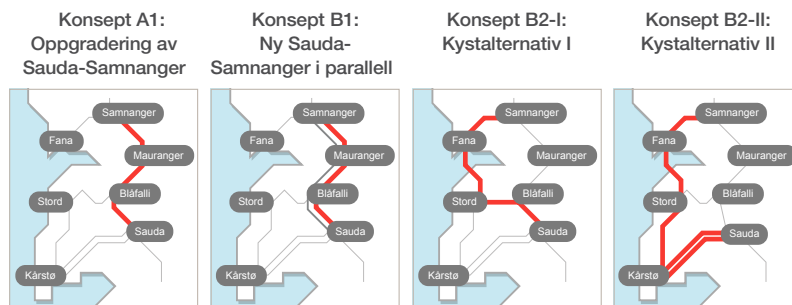 Konsept A1:
Oppgradering av
Sauda-Samnanger
Samnanger
Fana
Mauranger
Blåfalli
Stord
Sauda
Kårstø
Konsept B1:
Ny Sauda-
Samnanger i parallell
Samnanger
Fana
Mauranger
Blåfalli
Stord
Sauda
Kårstø
Konsept B2-I:
Kystalternativ I
Samnanger
Fana
Mauranger
Blåfalli
Stord
Sauda
Kårstø
Konsept B2-II:
Kystalternativ II
Samnanger
Fana
Mauranger
Blåfalli
Stord
Sauda
Kårstø